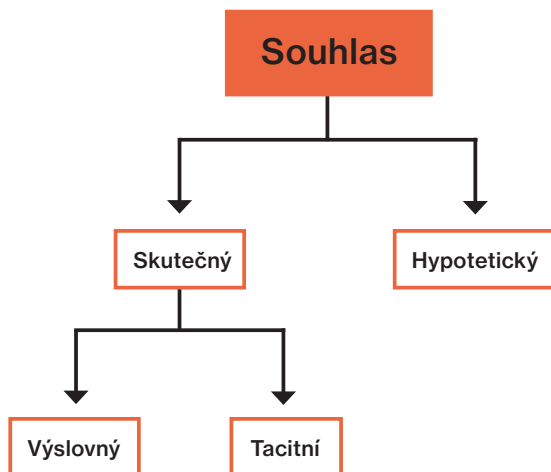 Souhlas
Skutečný
Hypotetický
Výslovný
Tacitní